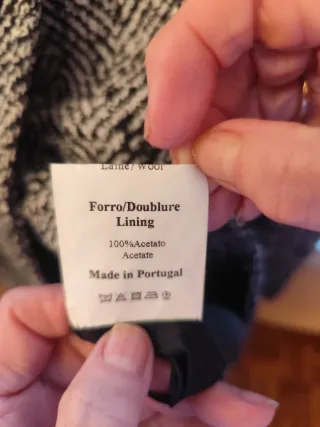 Laine/Wool
Forro/Doublure
Lining
100%Acetato
Acetate
Made in Portugal